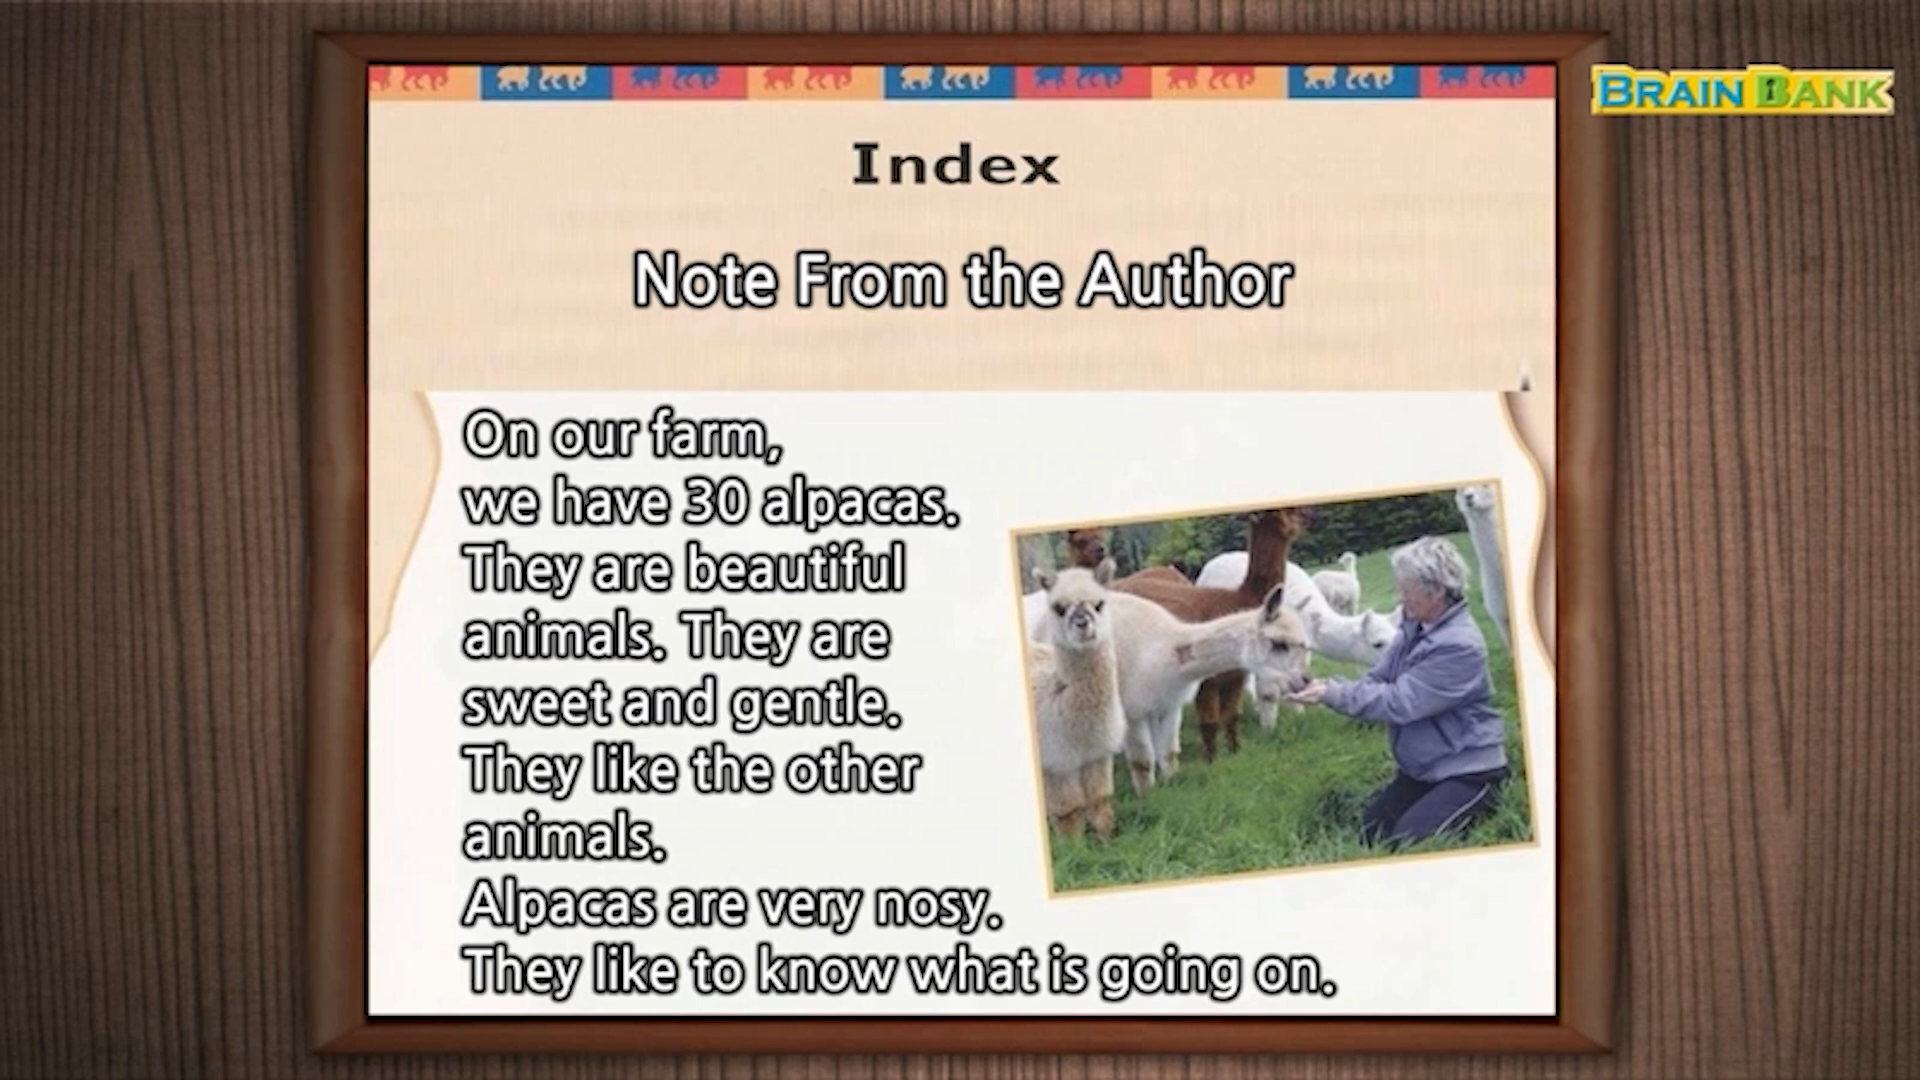 BRAIN BANK
Index
Note From the Author
On our farm,
we have 30 alpacas.
They are beautiful
animals. They are
sweet and gentle.
They like the other
animals.
Alpacas are very nosy.
They like to know what is going on.